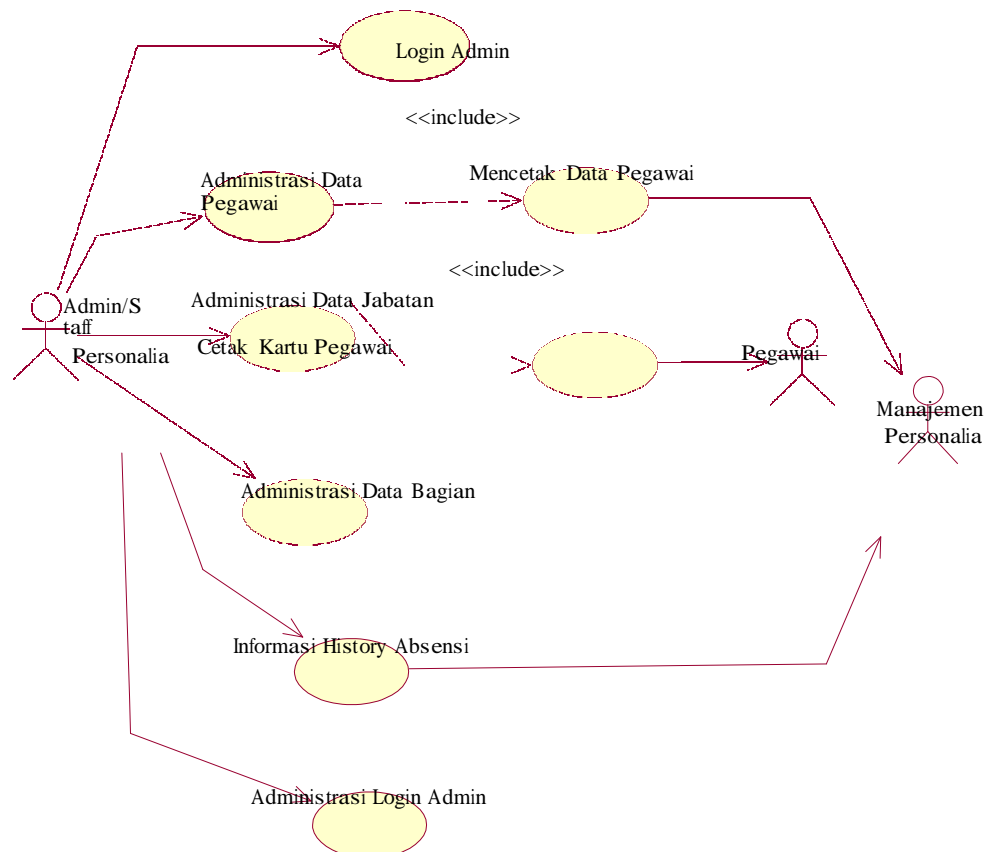 Login Admin
<<include>>
Administrasi Data
Pegawai
Mencetak Data Pegawai
<<include>>
Administrasi Data Jabatan
Cetak Kartu Pegawai
Admin/S
taff
Personalia
Pegawai
Manajemen
Personalia
Administrasi Data Bagian
Informasi History Absensi
Administrasi Login Admin